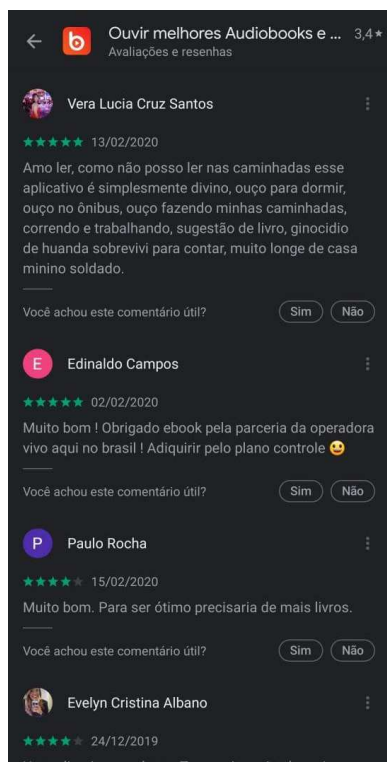 Ouvir melhores Audiobooks e ... 3,4★
Avaliações e resenhas
Vera Lucia Cruz Santos
★★★★★ 13/02/2020
Amo ler, como não posso ler nas caminhadas esse
aplicativo é simplesmente divino, ouço para dormir,
ouço no ônibus, ouço fazendo minhas caminhadas,
correndo e trabalhando, sugestão de livro, ginocidio
de huanda sobrevivi para contar, muito longe de casa
minino soldado.
Você achou este comentário útil? Sim Não
E Edinaldo Campos
★★★★★ 02/02/2020
Muito bom ! Obrigado ebook pela parceria da operadora
vivo aqui no brasil ! Adiquirir pelo plano controle 😃
Você achou este comentário útil? Sim Não
P Paulo Rocha
★★★★★ 15/02/2020
Muito bom. Para ser ótimo precisaria de mais livros.
Você achou este comentário útil? Sim Não
Evelyn Cristina Albano
★★★★★ 24/12/2019